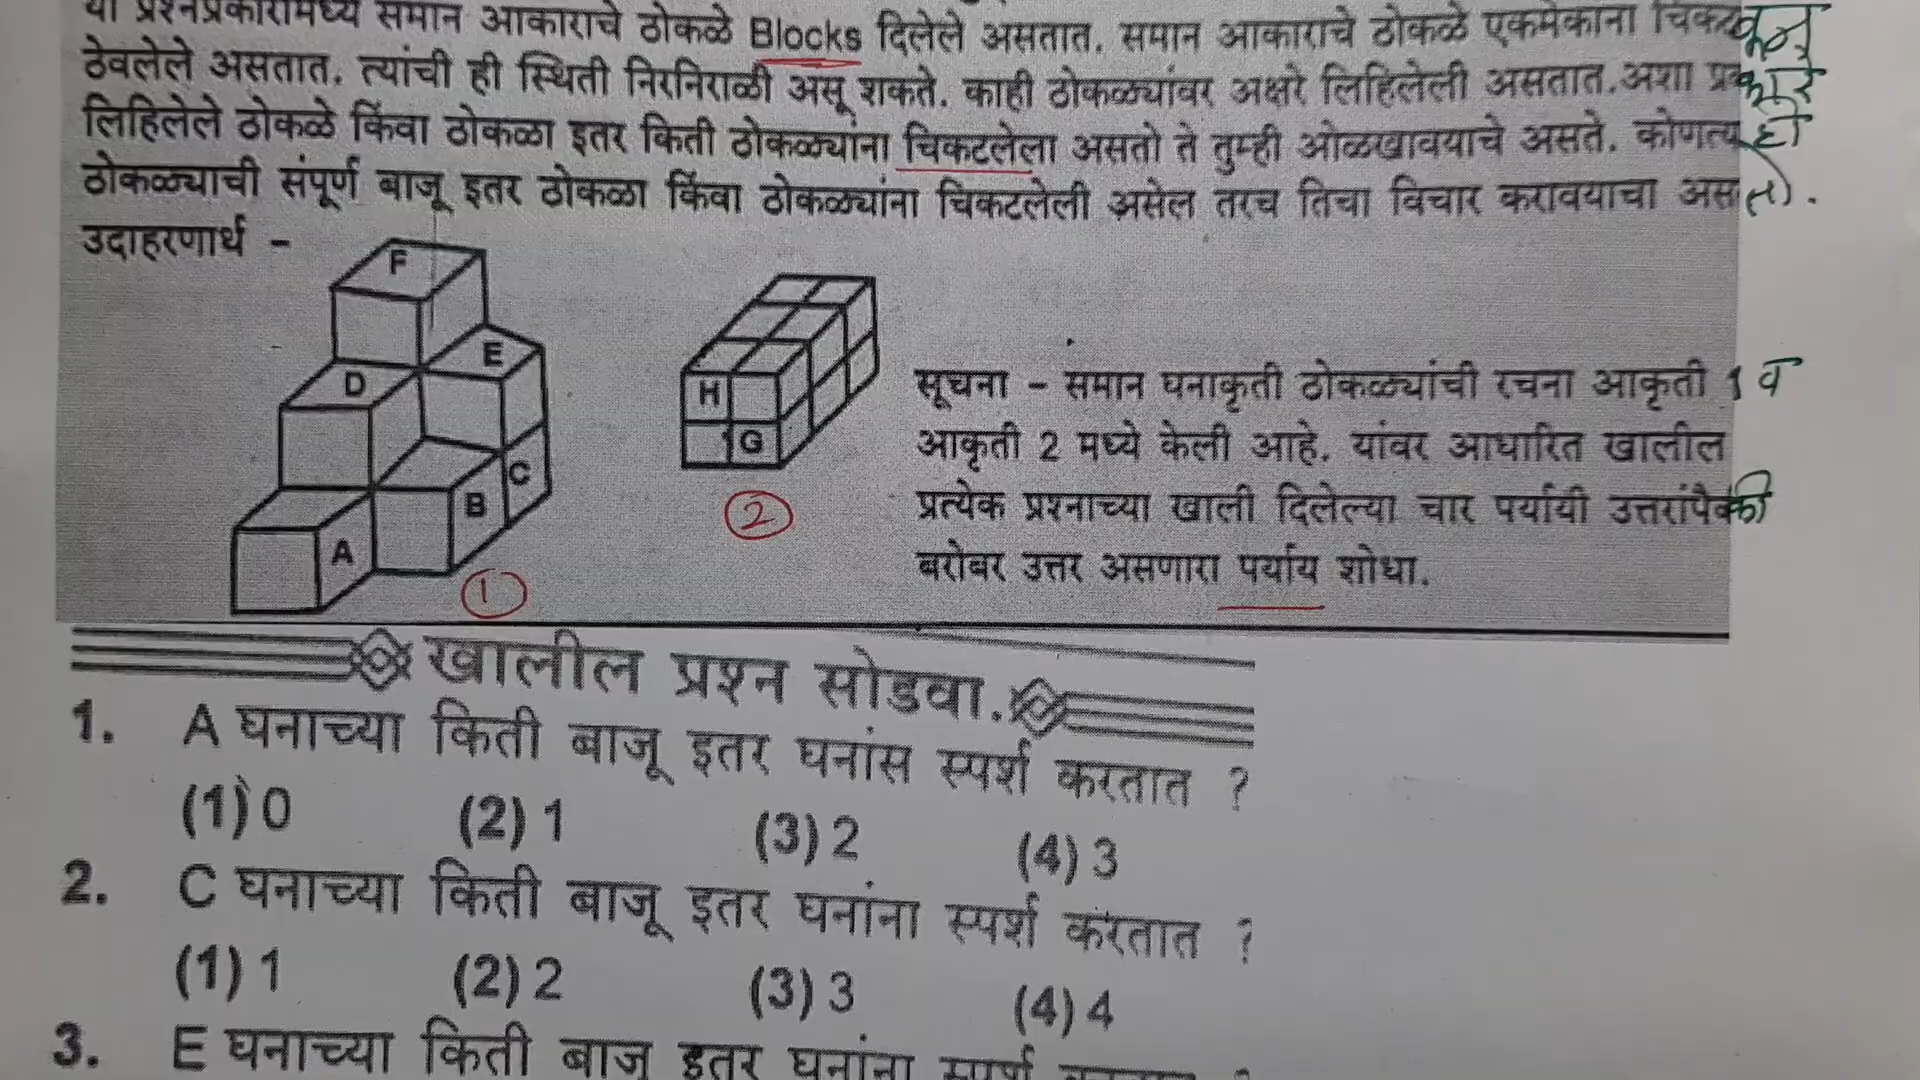 या प्रश्नप्रकारामध्ये समान आकाराचे ठोकळे Blocks दिलेले असतात. समान आकाराचे ठोकळे एकमेकांना चिकटवून
ठेवलेले असतात. त्यांची ही स्थिती निरनिराळी असू शकते. काही ठोकळ्यांवर अक्षरे लिहिलेली असतात. अशा प्रकारे
लिहिलेले ठोकळे किंवा ठोकळा इतर किती ठोकळ्यांना चिकटलेला असतो ते तुम्ही ओळखावयाचे असते. कोणत्याही
ठोकळ्याची संपूर्ण बाजू इतर ठोकळा किंवा ठोकळ्यांना चिकटलेली असेल तरच तिचा विचार करावयाचा असतो.
उदाहरणार्थ -
F
E
D
C
B
A
1
H
G
2
सूचना - समान घनाकृती ठोकळ्यांची रचना आकृती 1 व
आकृती 2 मध्ये केली आहे. यांवर आधारित खालील
प्रत्येक प्रश्नाच्या खाली दिलेल्या चार पर्यायी उत्तरांपैकी
बरोबर उत्तर असणारा पर्याय शोधा.
खालील प्रश्न सोडवा.
1. A घनाच्या किती बाजू इतर घनांस स्पर्श करतात ?
(1) 0 (2) 1 (3) 2 (4) 3
2. C घनाच्या किती बाजू इतर घनांना स्पर्श करतात ?
(1) 1 (2) 2 (3) 3 (4) 4
3. E घनाच्या किती बाजू इतर घनांना स्पर्श करतात ?